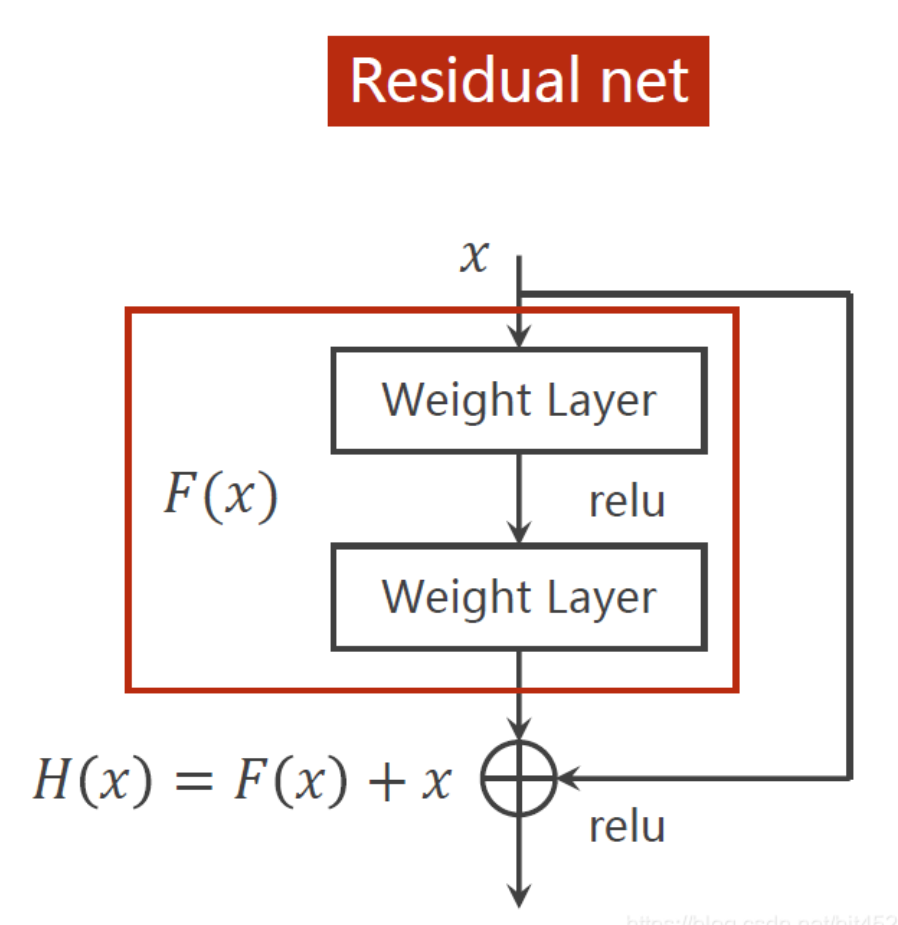 Residual net
x
Weight Layer
F(x)
relu
Weight Layer
H(x) = F(x) + x
relu